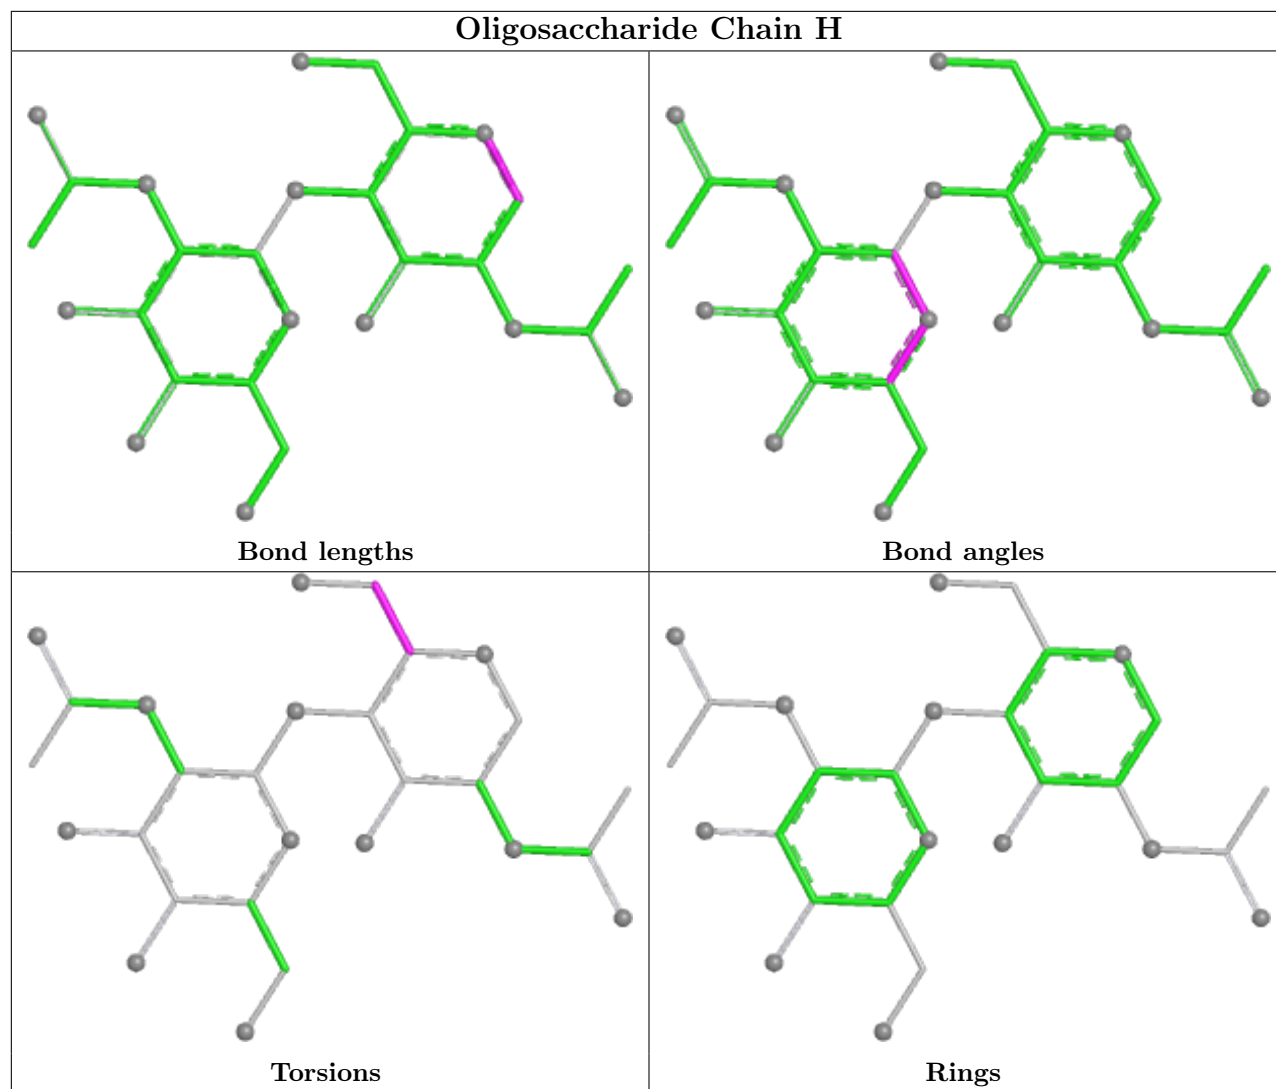 Oligosaccharide Chain H
Bond lengths
Bond angles
Torsions
Rings